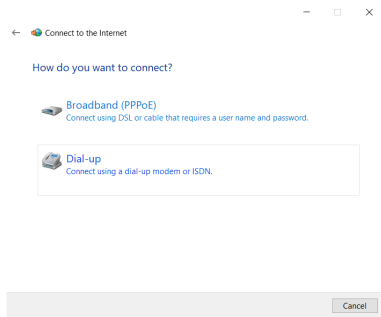 Connect to the Internet
How do you want to connect?
Broadband (PPPoE)
Connect using DSL or cable that requires a user name and password.
Dial-up
Connect using a dial-up modem or ISDN.
Cancel